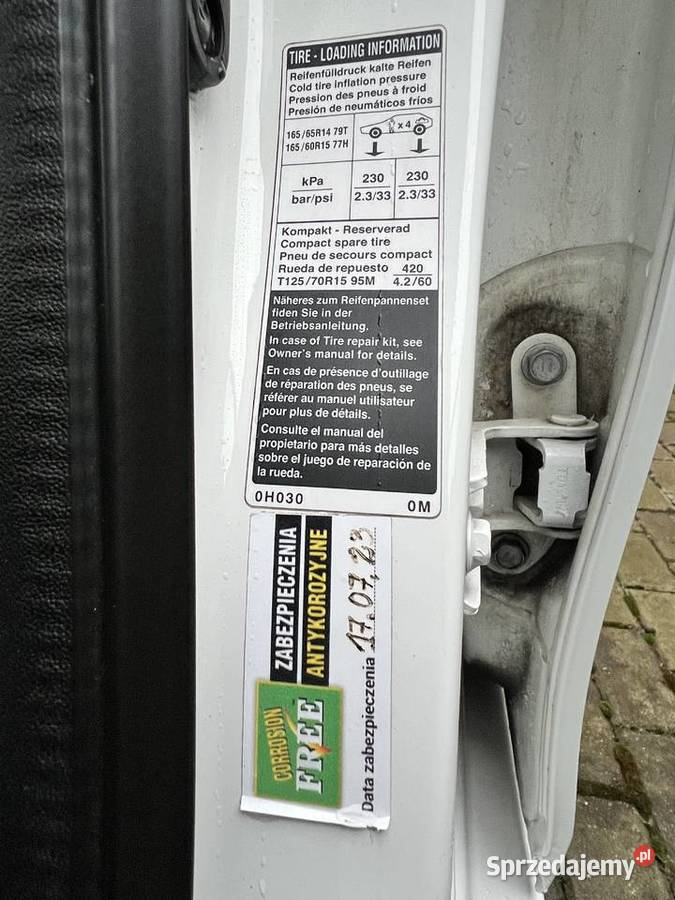 TIRE - LOADING INFORMATION
Reifenfülldruck kalte Reifen
Cold tire inflation pressure
Pression des pneus à froid
Presión de neumáticos fríos
165/65R14 79T
165/60R15 77H
x 4
kPa 230 230
bar/psi 2.3/33 2.3/33
Kompakt - Reserverad
Compact spare tire
Pneu de secours compact
Rueda de repuesto 420
T125/70R15 95M 4.2/60
Näheres zum Reifenpannenset
fiden Sie in der
Betriebsanleitung.
In case of Tire repair kit, see
Owner's manual for details.
En cas de présence d'outillage
de réparation des pneus, se
référer au manuel utilisateur
pour plus de détails.
Consulte el manual del
propietario para más detalles
sobre el juego de reparación de
la rueda.
0H030 0M
ZABEZPIECZENIA
ANTYKOROZYJNE
CORROSION
FREE
Data zabezpieczenia 17.07.23
Sprzedajemy.pl